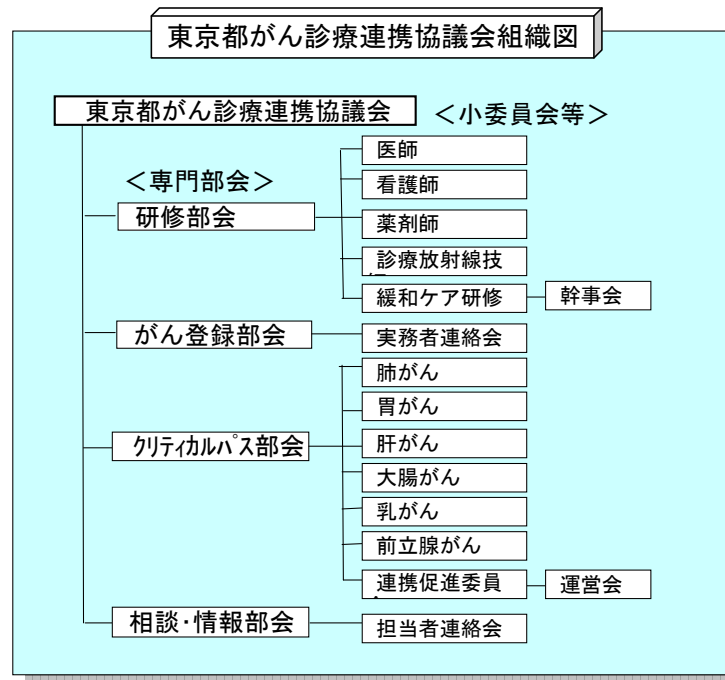 東京都がん診療連携協議会組織図
東京都がん診療連携協議会
＜小委員会等＞
＜専門部会＞
研修部会
医師
看護師
薬剤師
診療放射線技
緩和ケア研修
幹事会
がん登録部会
実務者連絡会
クリティカルパス部会
肺がん
胃がん
肝がん
大腸がん
乳がん
前立腺がん
連携促進委員
運営会
相談・情報部会
担当者連絡会